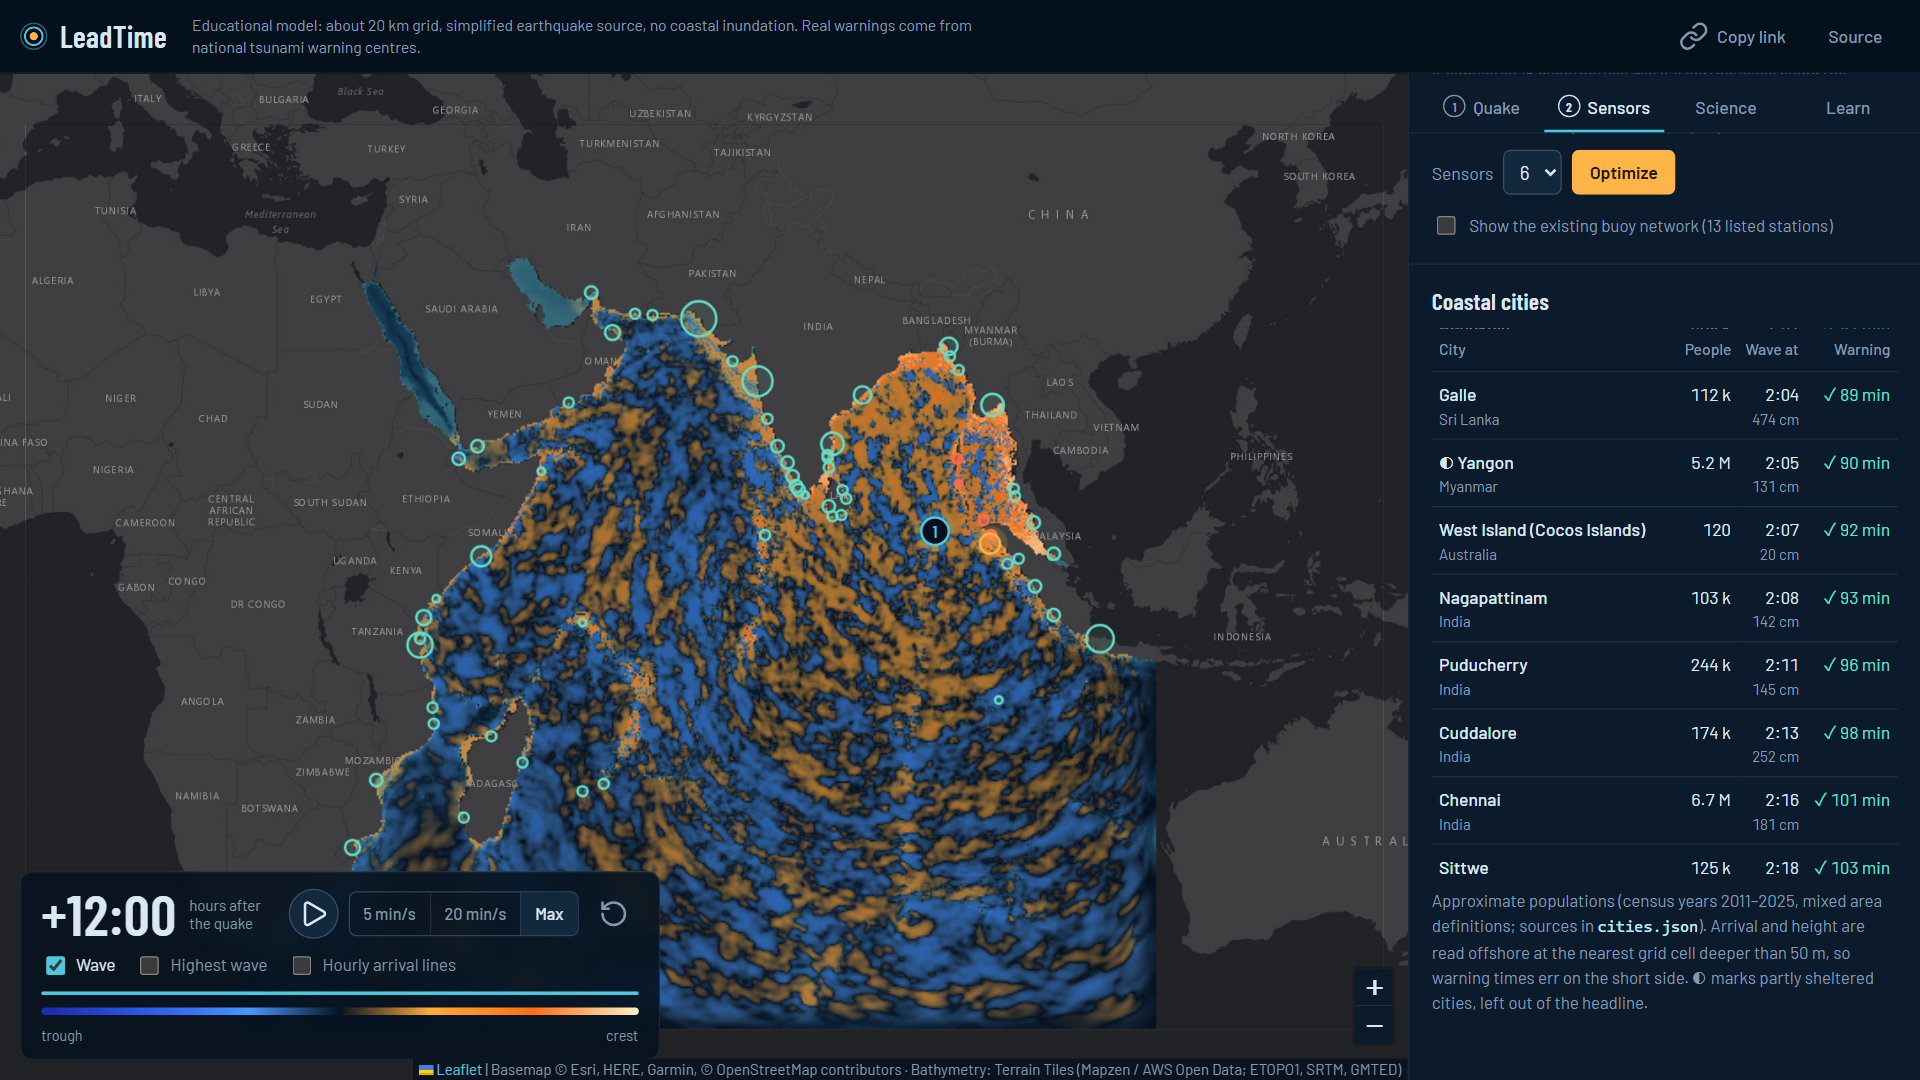 LeadTime
Educational model: about 20 km grid, simplified earthquake source, no coastal inundation. Real warnings come from
national tsunami warning centres.
Copy link
Source
1 Quake
2 Sensors
Science
Learn
Sensors 6 Optimize
Show the existing buoy network (13 listed stations)
Coastal cities
City People Wave at Warning
Galle 112 k 2:04 ✓ 89 min
Sri Lanka 474 cm
◐ Yangon 5.2 M 2:05 ✓ 90 min
Myanmar 131 cm
West Island (Cocos Islands) 120 2:07 ✓ 92 min
Australia 20 cm
Nagapattinam 103 k 2:08 ✓ 93 min
India 142 cm
Puducherry 244 k 2:11 ✓ 96 min
India 145 cm
Cuddalore 174 k 2:13 ✓ 98 min
India 252 cm
Chennai 6.7 M 2:16 ✓ 101 min
India 181 cm
Sittwe 125 k 2:18 ✓ 103 min
Approximate populations (census years 2011–2025, mixed area
definitions; sources in cities.json). Arrival and height are
read offshore at the nearest grid cell deeper than 50 m, so
warning times err on the short side. ◐ marks partly sheltered
cities, left out of the headline.
ITALY
BULGARIA
Black Sea
GEORGIA
UZBEKISTAN
KYRGYZSTAN
NORTH KOREA
GREECE
TURKEY
TURKMENISTAN
TAJIKISTAN
SOUTH KOREA
SYRIA
TUNISIA
Mediterranean
Sea
AFGHANISTAN
CHINA
IRAN
ALGERIA
LIBYA
EGYPT
SAUDI ARABIA
PAKISTAN
NEPAL
INDIA
BANGLADESH
MYANMAR
(BURMA)
OMAN
LAOS
NIGER
CHAD
SUDAN
YEMEN
THAILAND
VIETNAM
CAMBODIA
PHILIPPINES
INA FASO
NIGERIA
GHANA
CENTRAL
AFRICAN
REPUBLIC
SOUTH SUDAN
ETHIOPIA
CAMEROON
SOMAL
1
ALAYSIA
UGANDA
KENYA
GABON
CONGO
DR CONGO
TANZANIA
INDONESIA
ANGOLA
ZAMBIA
MOZAMBI
ZIMBABWE
ADAGASC
NAMIBIA
BOTSWANA
AUSTRAL
+12:00 hours after
the quake
5 min/s 20 min/s Max
Wave Highest wave Hourly arrival lines
trough crest
+
−
Leaflet | Basemap © Esri, HERE, Garmin, © OpenStreetMap contributors · Bathymetry: Terrain Tiles (Mapzen / AWS Open Data; ETOPO1, SRTM, GMTED)